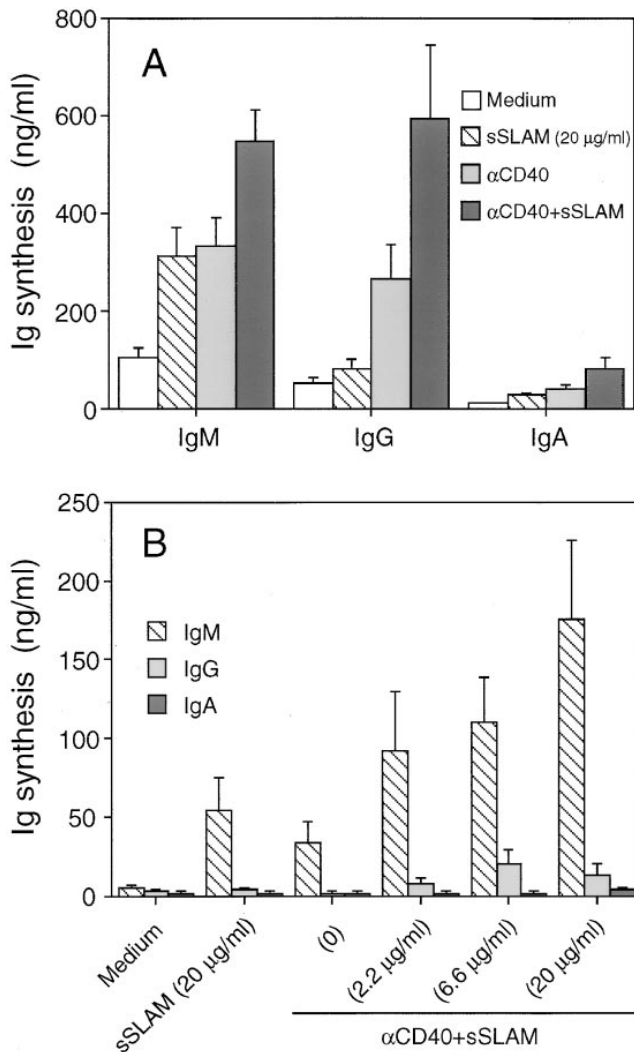 A
Ig synthesis (ng/ml)
800
600
400
200
0
Medium
sSLAM (20 µg/ml)
αCD40
αCD40+sSLAM
IgM
IgG
IgA
B
Ig synthesis (ng/ml)
250
200
150
100
50
0
IgM
IgG
IgA
Medium
sSLAM (20 µg/ml)
(0)
(2.2 µg/ml)
(6.6 µg/ml)
(20 µg/ml)
αCD40+sSLAM